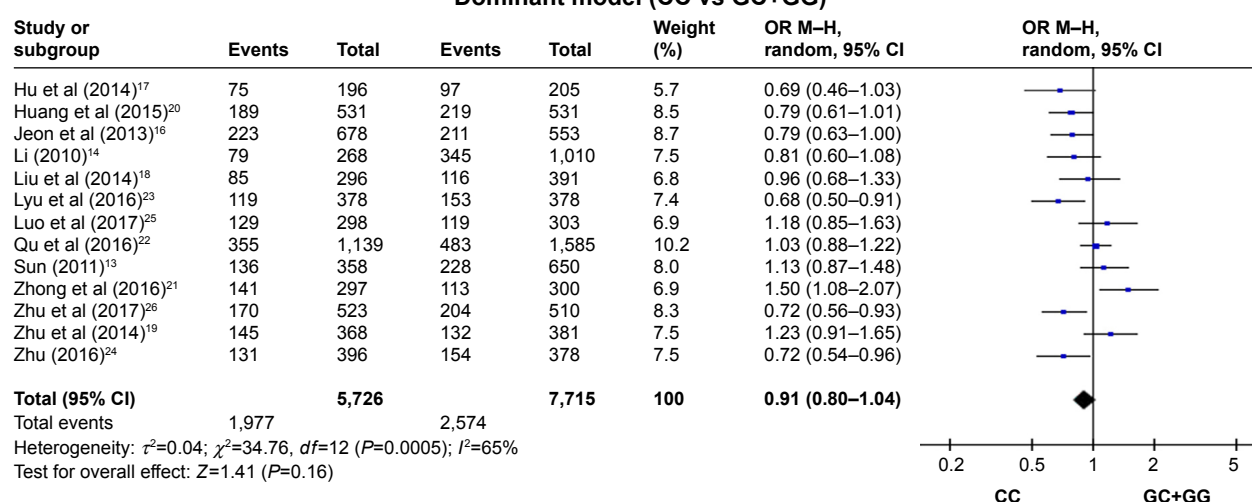 Dominant model (CC vs GC+GG)
Study or subgroup Events Total Events Total Weight (%) OR M–H, random, 95% CI OR M–H, random, 95% CI
Hu et al (2014)17 75 196 97 205 5.7 0.69 (0.46–1.03)
Huang et al (2015)20 189 531 219 531 8.5 0.79 (0.61–1.01)
Jeon et al (2013)16 223 678 211 553 8.7 0.79 (0.63–1.00)
Li (2010)14 79 268 345 1,010 7.5 0.81 (0.60–1.08)
Liu et al (2014)18 85 296 116 391 6.8 0.96 (0.68–1.33)
Lyu et al (2016)23 119 378 153 378 7.4 0.68 (0.50–0.91)
Luo et al (2017)25 129 298 119 303 6.9 1.18 (0.85–1.63)
Qu et al (2016)22 355 1,139 483 1,585 10.2 1.03 (0.88–1.22)
Sun (2011)13 136 358 228 650 8.0 1.13 (0.87–1.48)
Zhong et al (2016)21 141 297 113 300 6.9 1.50 (1.08–2.07)
Zhu et al (2017)26 170 523 204 510 8.3 0.72 (0.56–0.93)
Zhu et al (2014)19 145 368 132 381 7.5 1.23 (0.91–1.65)
Zhu (2016)24 131 396 154 378 7.5 0.72 (0.54–0.96)
Total (95% CI) 5,726 7,715 100 0.91 (0.80–1.04)
Total events 1,977 2,574
Heterogeneity: τ²=0.04; χ²=34.76, df=12 (P=0.0005); I²=65%
Test for overall effect: Z=1.41 (P=0.16)
0.2 0.5 1 2 5
CC GC+GG